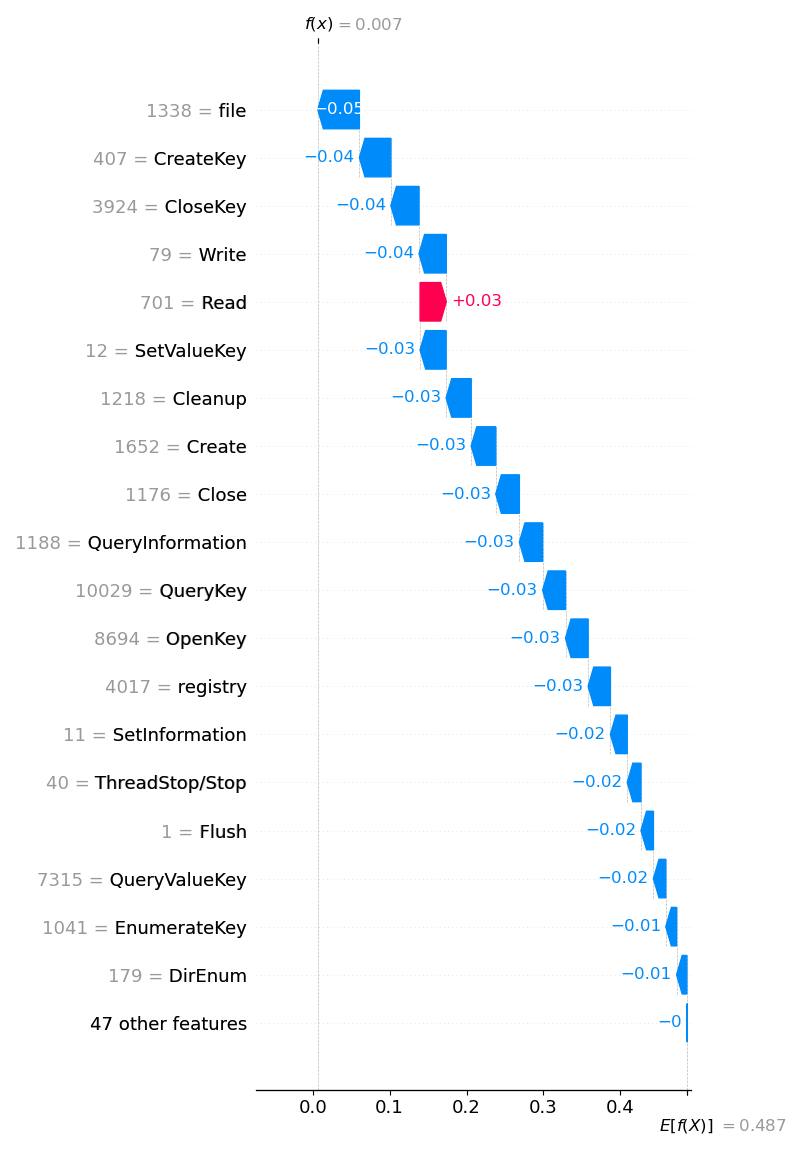 f(x) = 0.007
1338 = file −0.05
407 = CreateKey −0.04
3924 = CloseKey −0.04
79 = Write −0.04
701 = Read +0.03
12 = SetValueKey −0.03
1218 = Cleanup −0.03
1652 = Create −0.03
1176 = Close −0.03
1188 = QueryInformation −0.03
10029 = QueryKey −0.03
8694 = OpenKey −0.03
4017 = registry −0.03
11 = SetInformation −0.02
40 = ThreadStop/Stop −0.02
1 = Flush −0.02
7315 = QueryValueKey −0.02
1041 = EnumerateKey −0.01
179 = DirEnum −0.01
47 other features −0
0.0 0.1 0.2 0.3 0.4
E[f(X)] = 0.487